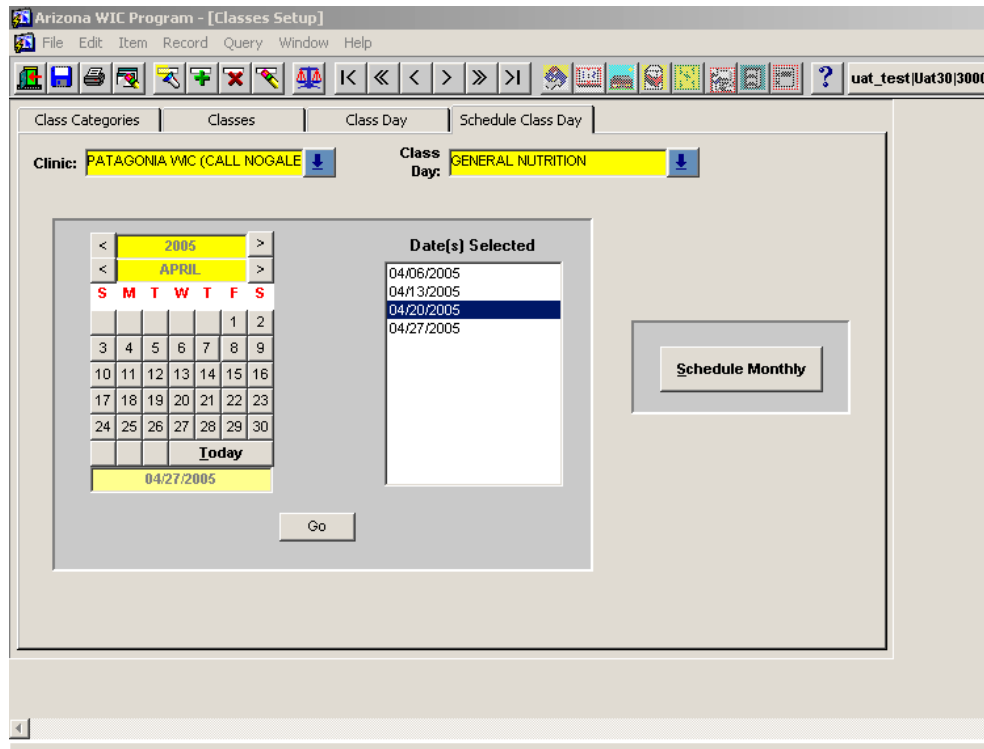 Arizona WIC Program - [Classes Setup]
File Edit Item Record Query Window Help
? uat_test|Uat30|3000
Class Categories Classes Class Day Schedule Class Day
Clinic: PATAGONIA WIC (CALL NOGALE Class Day: GENERAL NUTRITION
< 2005 > Date(s) Selected
< APRIL >
S M T W T F S
04/06/2005
04/13/2005
04/20/2005
04/27/2005
1 2
3 4 5 6 7 8 9
10 11 12 13 14 15 16
17 18 19 20 21 22 23
24 25 26 27 28 29 30
Today
04/27/2005
Schedule Monthly
Go